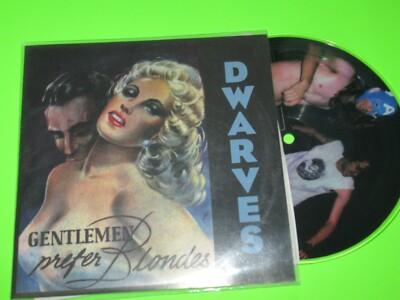 DWARVES
GENTLEMEN
prefer Blondes